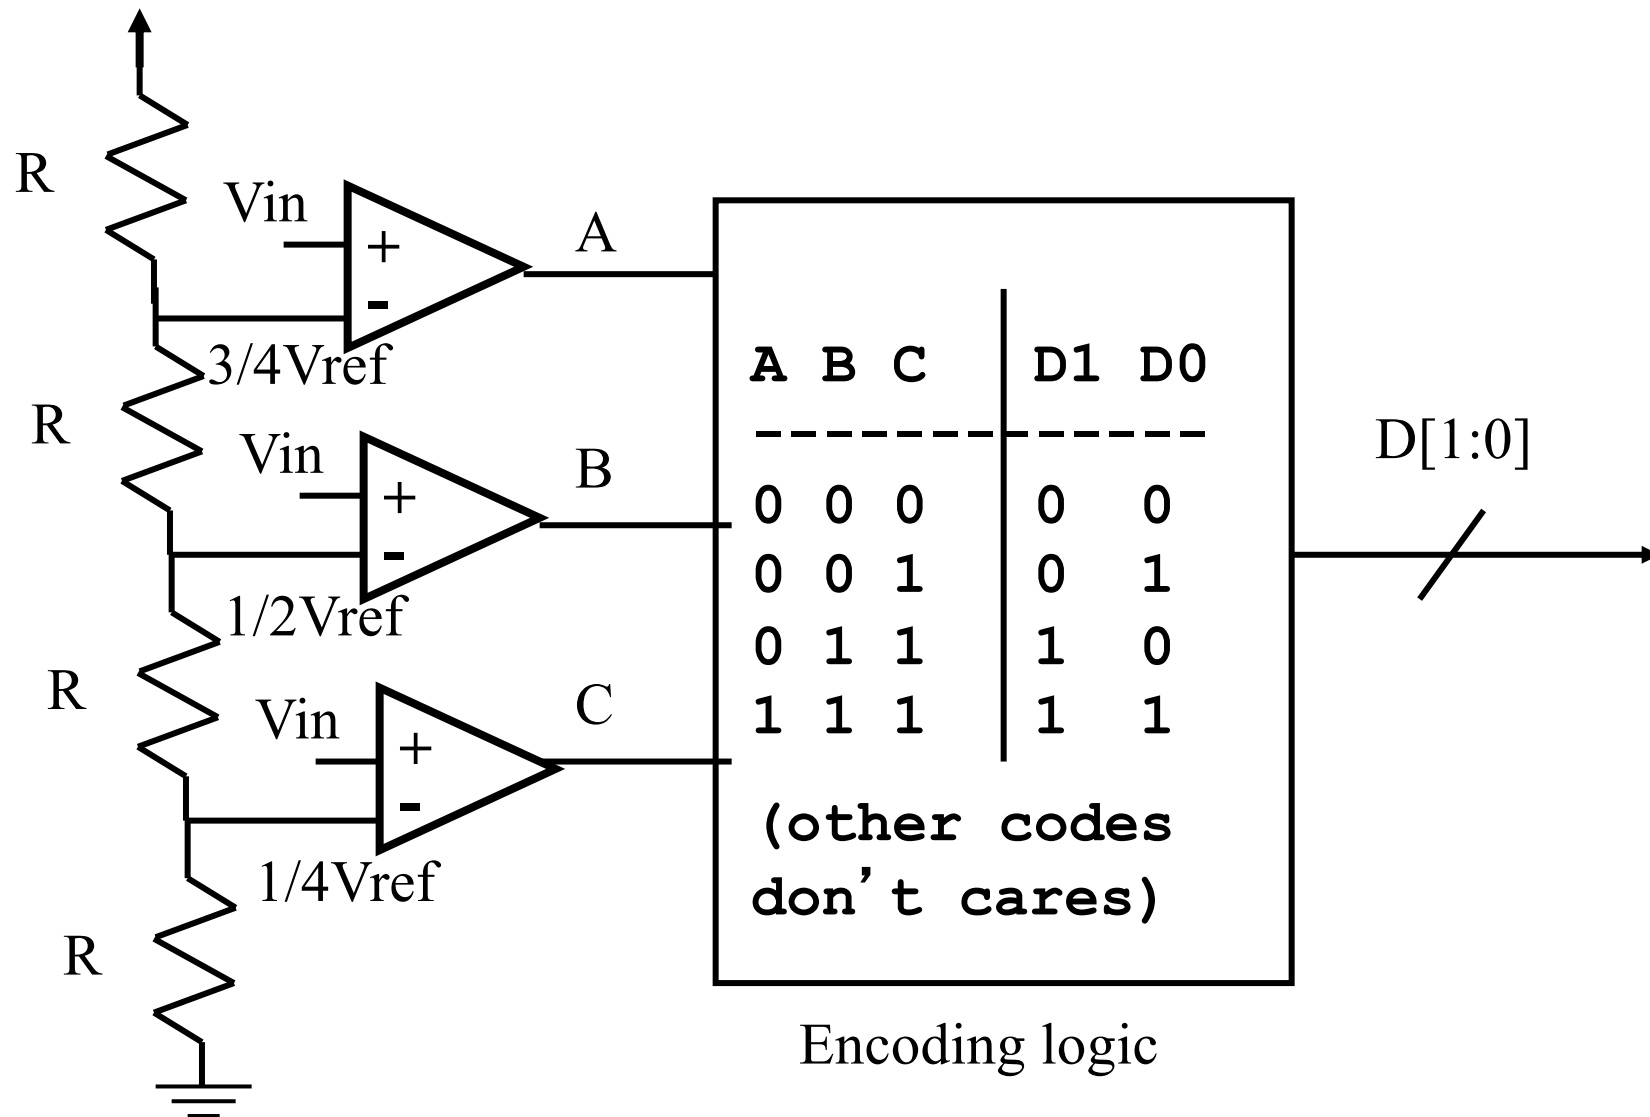 R
Vin
+
-
A
3/4Vref
R
Vin
+
-
B
1/2Vref
R
Vin
+
-
C
1/4Vref
R
A B C D1 D0
0 0 0 0 0
0 0 1 0 1
0 1 1 1 0
1 1 1 1 1
(other codes
don't cares)
Encoding logic
D[1:0]